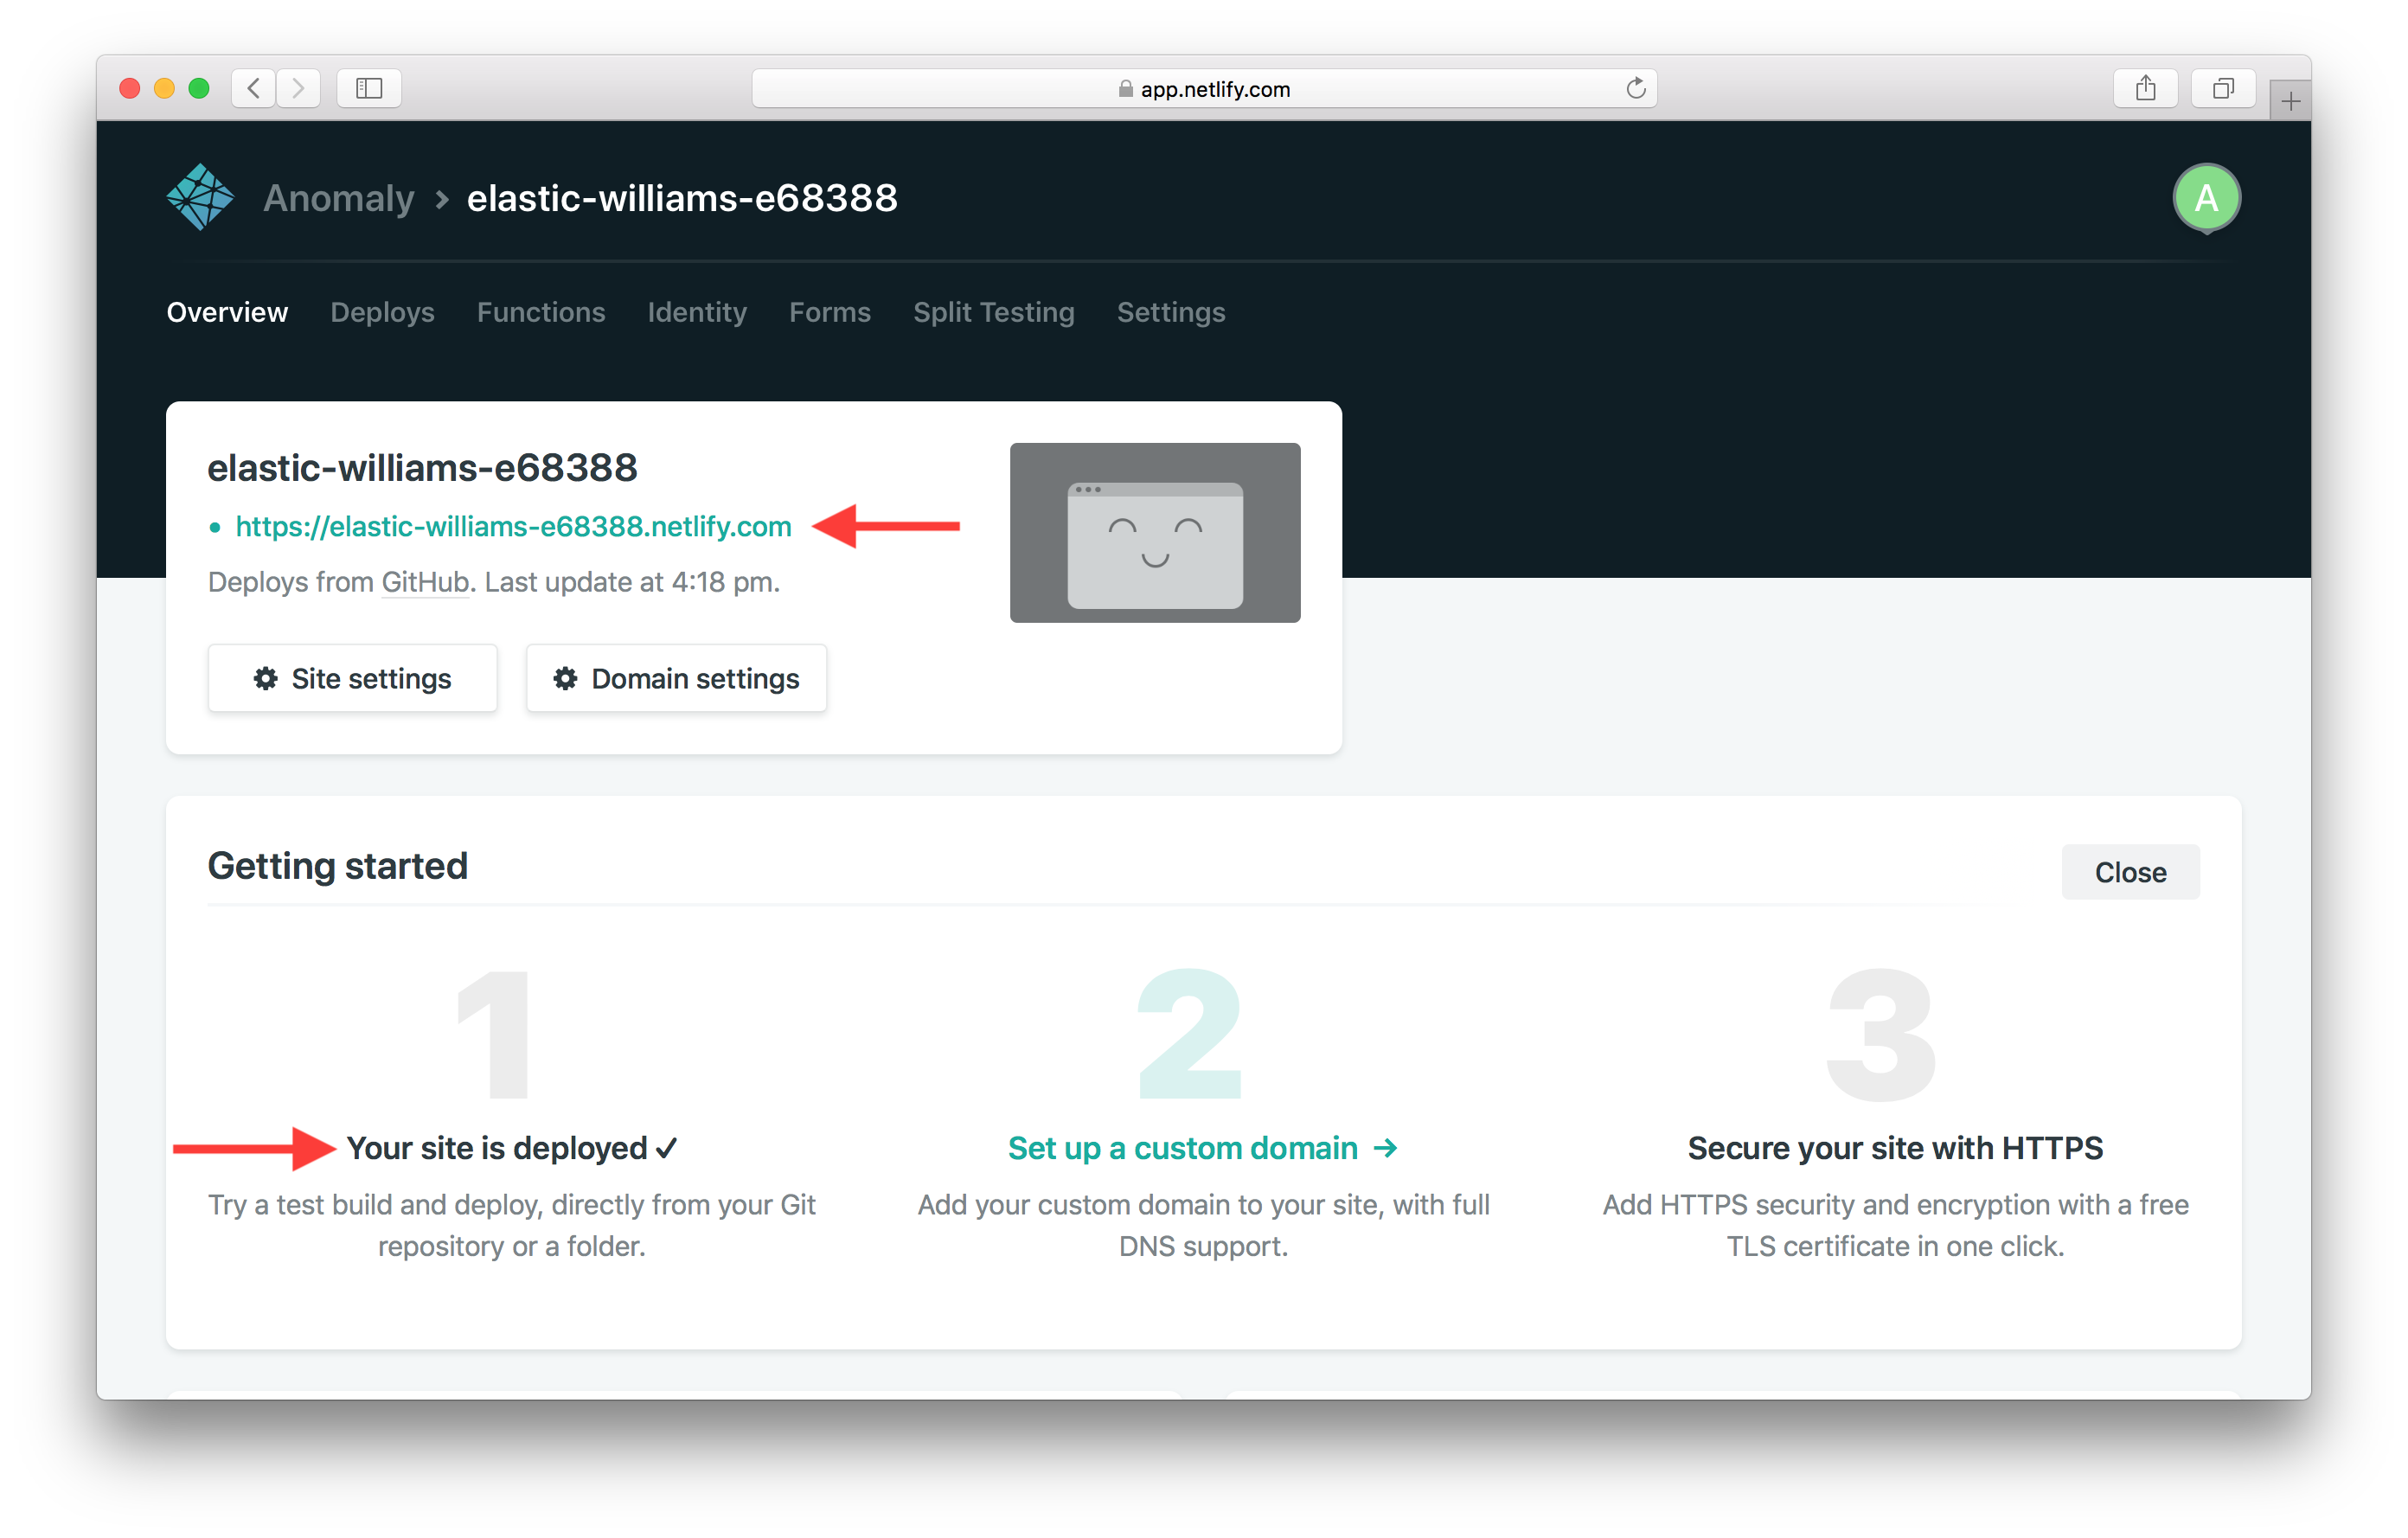 app.netlify.com
Anomaly > elastic-williams-e68388
A
Overview Deploys Functions Identity Forms Split Testing Settings
elastic-williams-e68388
• https://elastic-williams-e68388.netlify.com
Deploys from GitHub. Last update at 4:18 pm.
Site settings Domain settings
Getting started
Close
1
Your site is deployed ✓
Try a test build and deploy, directly from your Git
repository or a folder.
2
Set up a custom domain →
Add your custom domain to your site, with full
DNS support.
3
Secure your site with HTTPS
Add HTTPS security and encryption with a free
TLS certificate in one click.